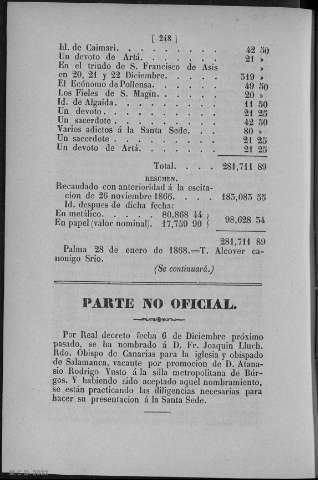 [ 248 ]
Id. de Caimari. . . . . . . . . . 42 50
Un devoto de Artá. . . . . . . . . 21 »
En el triudo de S. Francisco de Asis »
en 20, 21 y 22 Diciembre. . . . . . 319 »
El Ecónomo de Pollensa. . . . . . . 49 50
Los Fieles de S. Magin. . . . . . . 20 »
Id. de Algaida. . . . . . . . . . 11 50
Un devoto. . . . . . . . . . . 21 25
Un sacerdote . . . . . . . . . . 42 50
Varios adictos á la Santa Sede. . . . 80 »
Un sacerdote . . . . . . . . . . 21 25
Un devoto de Artá. . . . . . . . . 21 25
Total. . . . 281,711 89
RESUMEN.
Recaudado con anterioridad á la escita-
cion de 26 noviembre 1866. . . . . 185,085 55
Id. despues de dicha fecha:
En metálico. . . . . . 80,868 44
En papel (valor nominal). 17,759 90 } 98,628 34
281,711 89
Palma 28 de enero de 1868.—T. Alcover ca-
nonigo Srio.
(Se continuará.)
PARTE NO OFICIAL.
Por Real decreto fecha 6 de Diciembre próximo
pasado, se ha nombrado á D. Fr. Joaquin Lluch.
Rdo. Obispo de Canarias para la iglesia y obispado
de Salamanca, vacante por promocion de D. Atana-
sio Rodrigo Yusto á la silla metropolitana de Búr-
gos. Y habiendo sido aceptado aquel nombramiento,
se están practicando las diligencias necesarias para
hacer su presentacion á la Santa Sede.